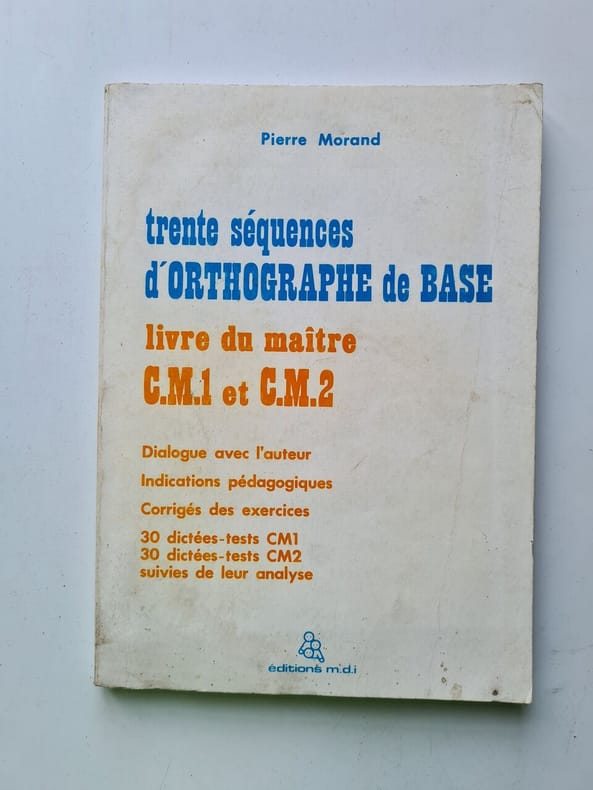 Pierre Morand
trente séquences
d'ORTHOGRAPHE de BASE
livre du maître
C.M.1 et C.M.2
Dialogue avec l'auteur
Indications pédagogiques
Corrigés des exercices
30 dictées-tests CM1
30 dictées-tests CM2
suivies de leur analyse
éditions m.d.i